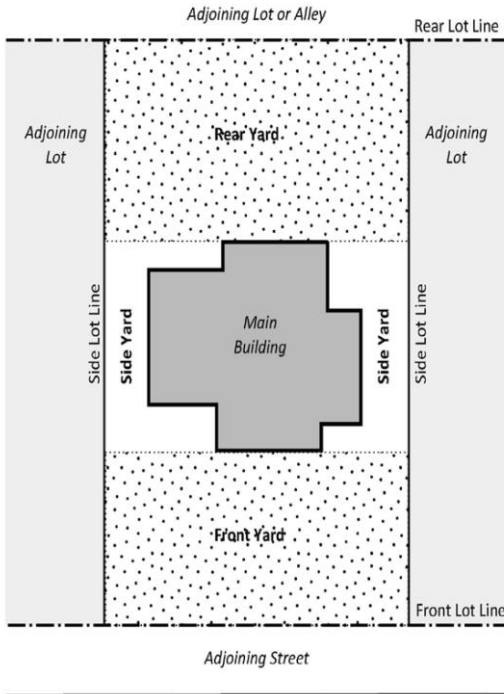 Adjoining Lot or Alley
Rear Lot Line
Adjoining
Lot
Rear Yard
Adjoining
Lot
Side Lot Line
Side Yard
Main
Building
Side Yard
Side Lot Line
Front Yard
Front Lot Line
Adjoining Street